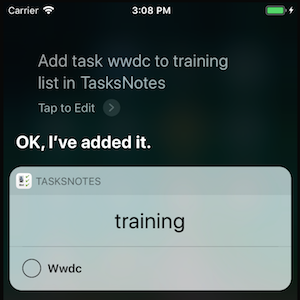 Carrier 3:08 PM
Add task wwdc to training
list in TasksNotes
Tap to Edit
OK, I've added it.
TASKSNOTES
training
Wwdc